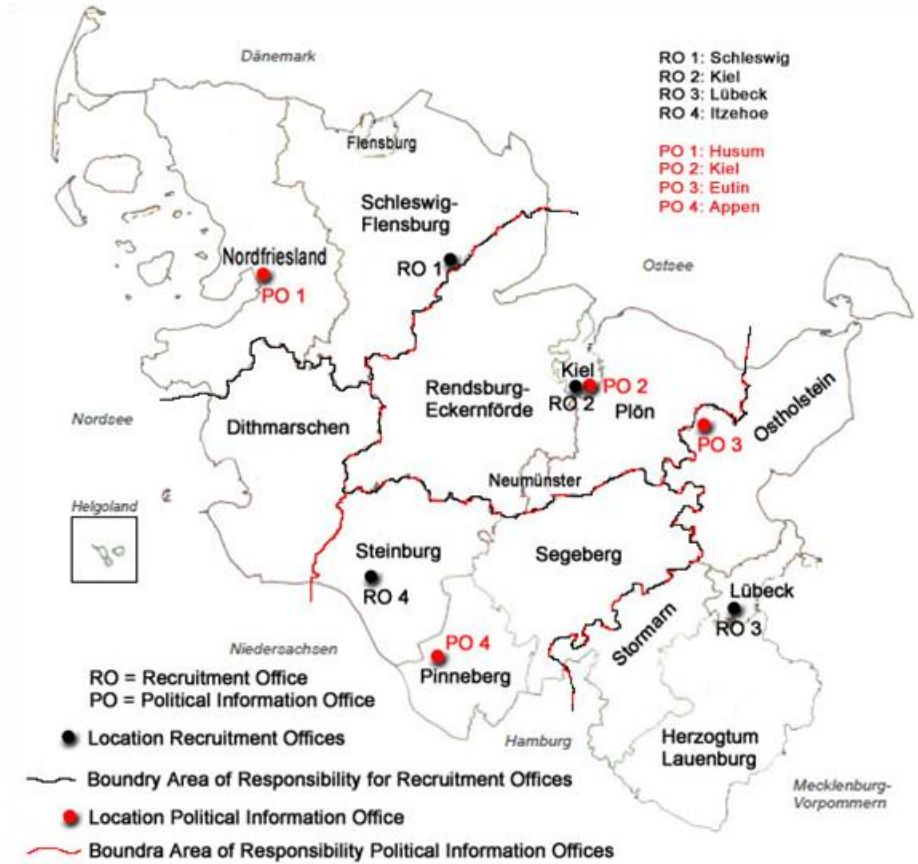 Dänemark
RO 1: Schleswig
RO 2: Kiel
RO 3: Lübeck
RO 4: Itzehoe
PO 1: Husum
PO 2: Kiel
PO 3: Eutin
PO 4: Appen
Flensburg
Schleswig-
Flensburg
Nordfriesland
RO 1
PO 1
Ostsee
Kiel
PO 2
RO 2
Rendsburg-
Eckernförde
Plön
Ostholstein
PO 3
Nordsee
Dithmarschen
Neumünster
Helgoland
Steinburg
Segeberg
RO 4
Lübeck
RO 3
Stormarn
Niedersachsen
PO 4
Pinneberg
Hamburg
Herzogtum
Lauenburg
Mecklenburg-
Vorpommern
RO = Recruitment Office
PO = Political Information Office
Location Recruitment Offices
Boundry Area of Responsibility for Recruitment Offices
Location Political Information Office
Boundra Area of Responsibility Political Information Offices